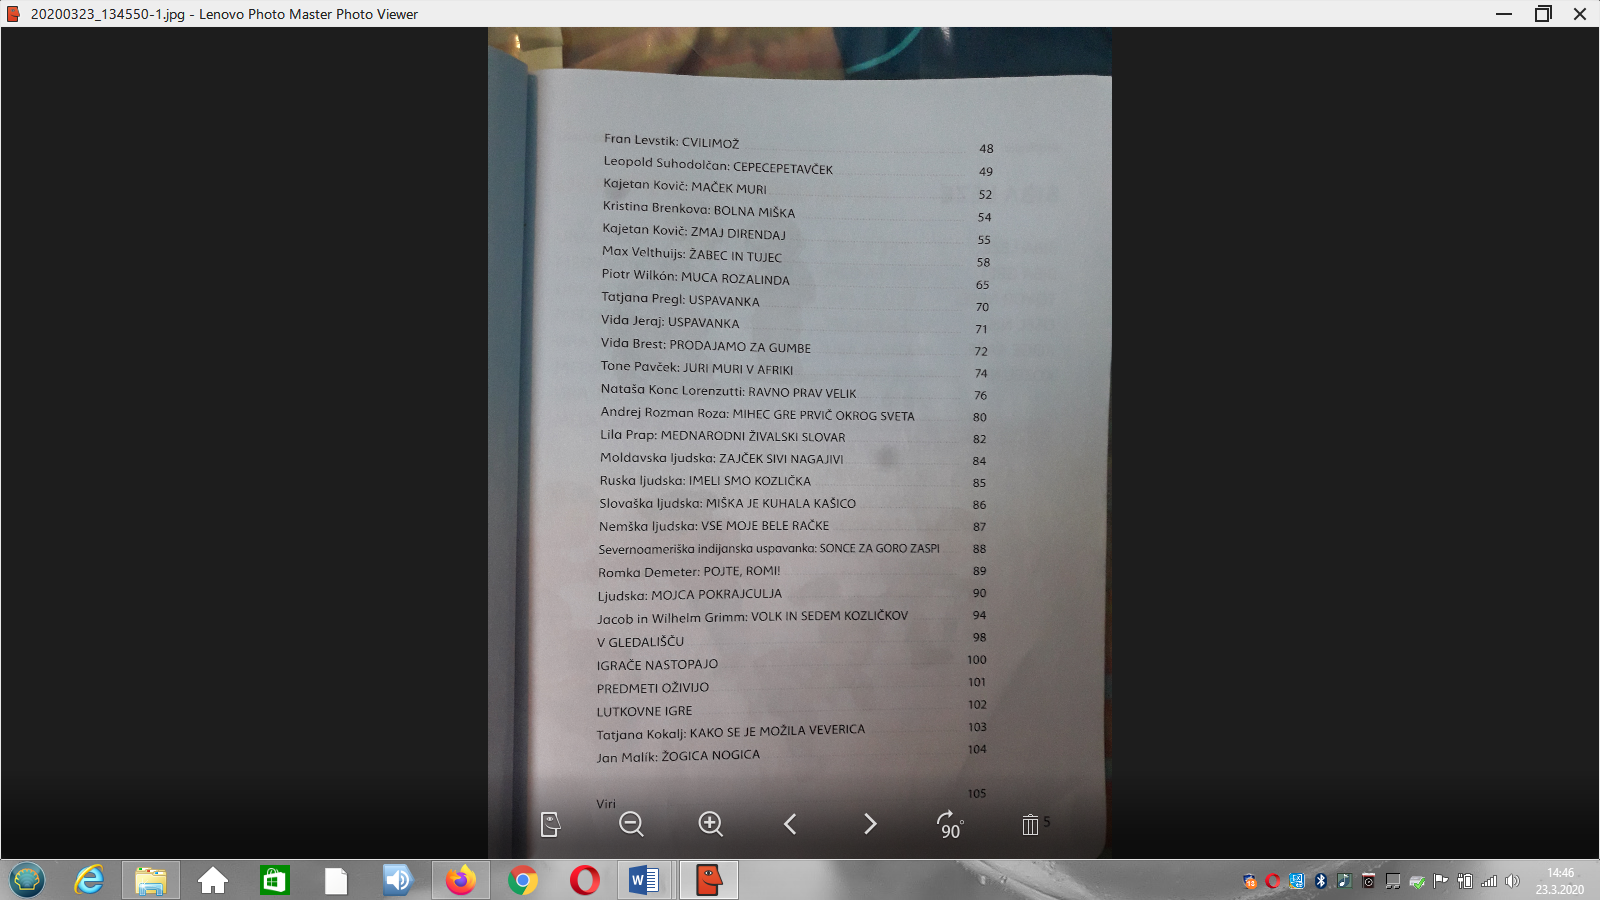 20200323_134550-1.jpg - Lenovo Photo Master Photo Viewer
Fran Levstik: CVILIMOŽ 48
Leopold Suhodolčan: CEPECEPETAVČEK 49
Kajetan Kovič: MAČEK MURI 52
Kristina Brenkova: BOLNA MIŠKA 54
Kajetan Kovič: ZMAJ DIRENDAJ 55
Max Velthuijs: ŽABEC IN TUJEC 58
Piotr Wilkón: MUCA ROZALINDA 65
Tatjana Pregl: USPAVANKA 70
Vida Jeraj: USPAVANKA 71
Vida Brest: PRODAJAMO ZA GUMBE 72
Tone Pavček: JURI MURI V AFRIKI 74
Nataša Konc Lorenzutti: RAVNO PRAV VELIK 76
Andrej Rozman Roza: MIHEC GRE PRVIČ OKROG SVETA 80
Lila Prap: MEDNARODNI ŽIVALSKI SLOVAR 82
Moldavska ljudska: ZAJČEK SIVI NAGAJIVI 84
Ruska ljudska: IMELI SMO KOZLIČKA 85
Slovaška ljudska: MIŠKA JE KUHALA KAŠICO 86
Nemška ljudska: VSE MOJE BELE RAČKE 87
Severnoameriška indijanska uspavanka: SONCE ZA GORO ZASPI 88
Romka Demeter: POJTE, ROMI! 89
Ljudska: MOJCA POKRAJCULJA 90
Jacob in Wilhelm Grimm: VOLK IN SEDEM KOZLIČKOV 94
V GLEDALIŠČU 98
IGRAČE NASTOPAJO 100
PREDMETI OŽIVIJO 101
LUTKOVNE IGRE 102
Tatjana Kokalj: KAKO SE JE MOŽILA VEVERICA 103
Jan Malík: ŽOGICA NOGICA 104
Viri 105
90°
5
14:46
23.3.2020